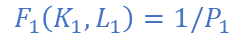 F₁(K₁, L₁) = 1/P₁